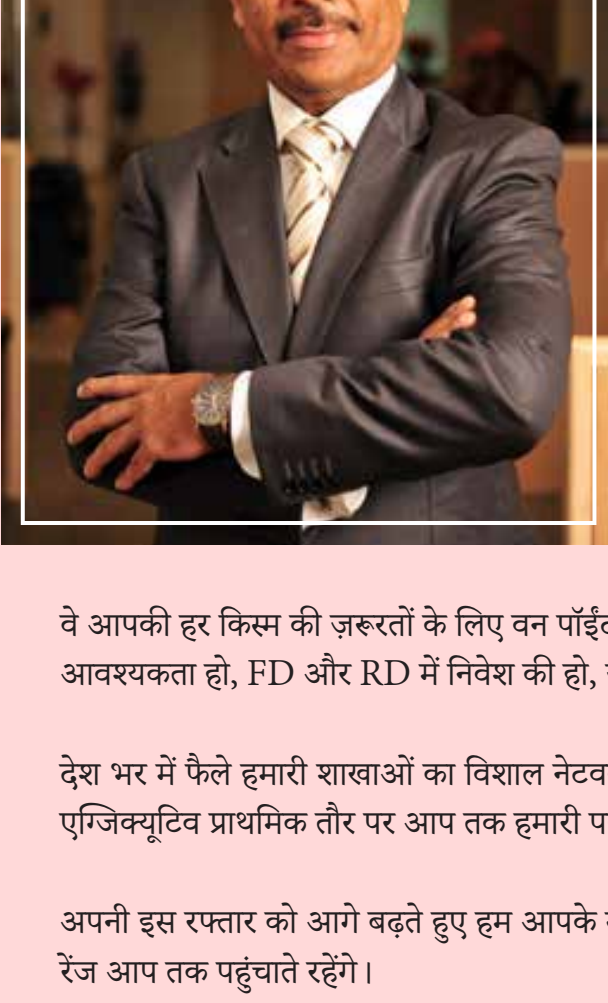 वे आपकी हर किस्म की ज़रूरतों के लिए वन
आवश्यकता हो, FD और RD में निवेश की हो,
देश भर में फैले हमारी शाखाओं का विशाल
एग्जिक्यूटिव प्राथमिक तौर पर आप तक हमारी
अपनी इस रफ्तार को आगे बढ़ते हुए हम आपके
रेंज आप तक पहुंचाते रहेंगे।